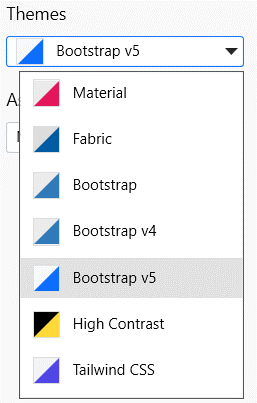 Themes
Bootstrap v5
Material
Fabric
Bootstrap
Bootstrap v4
Bootstrap v5
High Contrast
Tailwind CSS